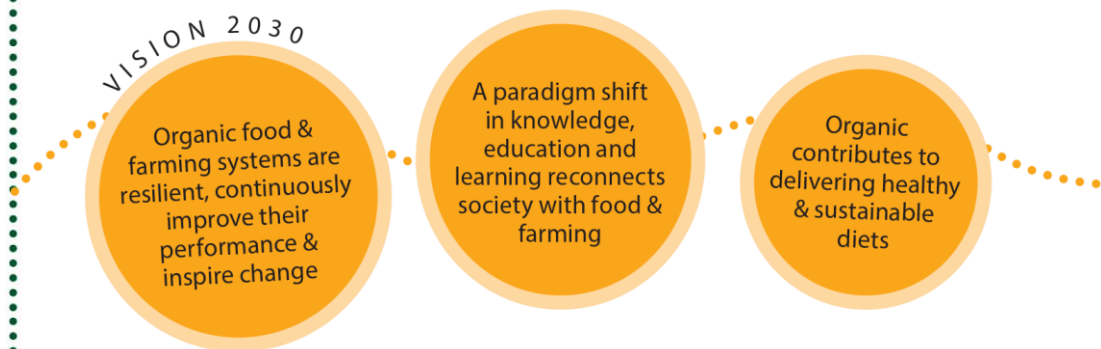 VISION 2030
Organic food &
farming systems are
resilient, continuously
improve their
performance &
inspire change
A paradigm shift
in knowledge,
education and
learning reconnects
society with food &
farming
Organic
contributes to
delivering healthy
& sustainable
diets